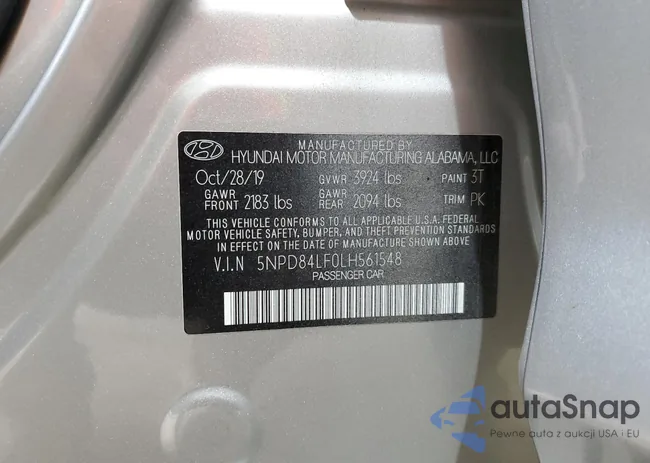 MANUFACTURED BY
HYUNDAI MOTOR MANUFACTURING ALABAMA, LLC
Oct/28/19 GVWR 3924 lbs PAINT 3T
GAWR FRONT 2183 lbs GAWR REAR 2094 lbs TRIM PK
THIS VEHICLE CONFORMS TO ALL APPLICABLE U.S.A. FEDERAL
MOTOR VEHICLE SAFETY, BUMPER, AND THEFT PREVENTION STANDARDS
IN EFFECT ON THE DATE OF MANUFACTURE SHOWN ABOVE.
V.I.N 5NPD84LF0LH561548
PASSENGER CAR
autaSnap
Pewne auta z aukcji USA i EU